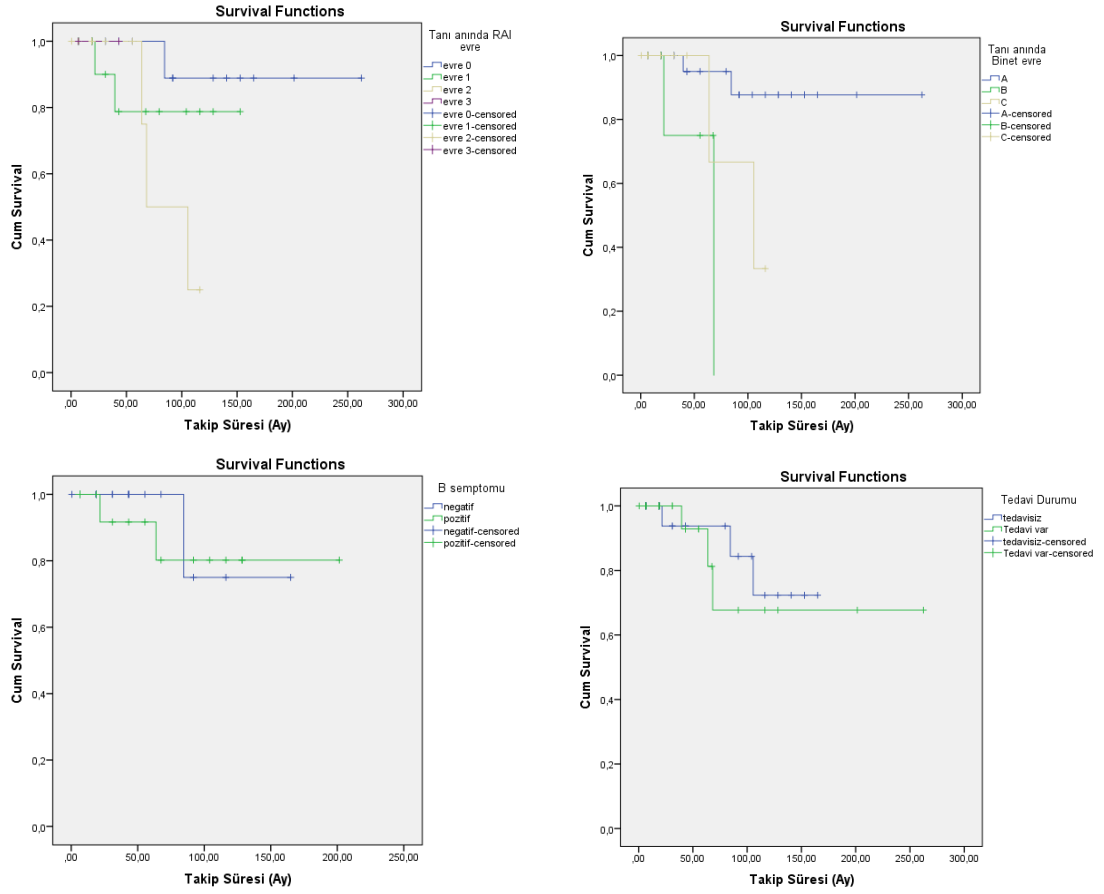 Survival Functions
Tanı anında RAI
evre
evre 0
evre 1
evre 2
evre 3
evre 0-censored
evre 1-censored
evre 2-censored
evre 3-censored
Cum Survival
1,0
0,8
0,6
0,4
0,2
0,0
,00 50,00 100,00 150,00 200,00 250,00 300,00
Takip Süresi (Ay)
Survival Functions
Tanı anında
Binet evre
A
B
C
A-censored
B-censored
C-censored
Cum Survival
1,0
0,8
0,6
0,4
0,2
0,0
,00 50,00 100,00 150,00 200,00 250,00 300,00
Takip Süresi (Ay)
Survival Functions
B semptomu
negatif
pozitif
negatif-censored
pozitif-censored
Cum Survival
1,0
0,8
0,6
0,4
0,2
0,0
,00 50,00 100,00 150,00 200,00 250,00
Takip Süresi (Ay)
Survival Functions
Tedavi Durumu
tedavisiz
Tedavi var
tedavisiz-censored
Tedavi var-censored
Cum Survival
1,0
0,8
0,6
0,4
0,2
0,0
,00 50,00 100,00 150,00 200,00 250,00 300,00
Takip Süresi (Ay)